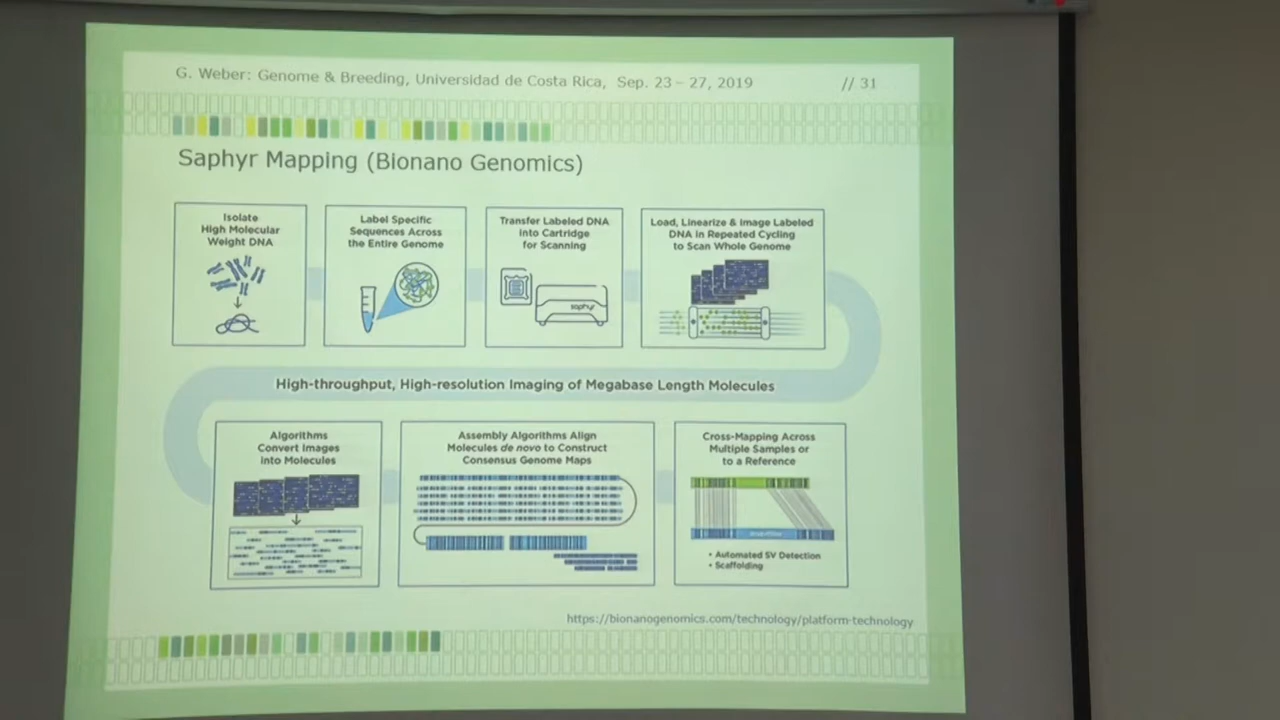 G. Weber: Genome & Breeding, Universidad de Costa Rica, Sep. 23 – 27, 2019
// 31
Saphyr Mapping (Bionano Genomics)
Isolate
High Molecular
Weight DNA
Label Specific
Sequences Across
the Entire Genome
Transfer Labeled DNA
into Cartridge
for Scanning
saphyr
Load, Linearize & Image Labeled
DNA in Repeated Cycling
to Scan Whole Genome
High-throughput, High-resolution Imaging of Megabase Length Molecules
Algorithms
Convert Images
into Molecules
Assembly Algorithms Align
Molecules de novo to Construct
Consensus Genome Maps
Cross-Mapping Across
Multiple Samples or
to a Reference
• Automated SV Detection
• Scaffolding
https://bionanogenomics.com/technology/platform-technology